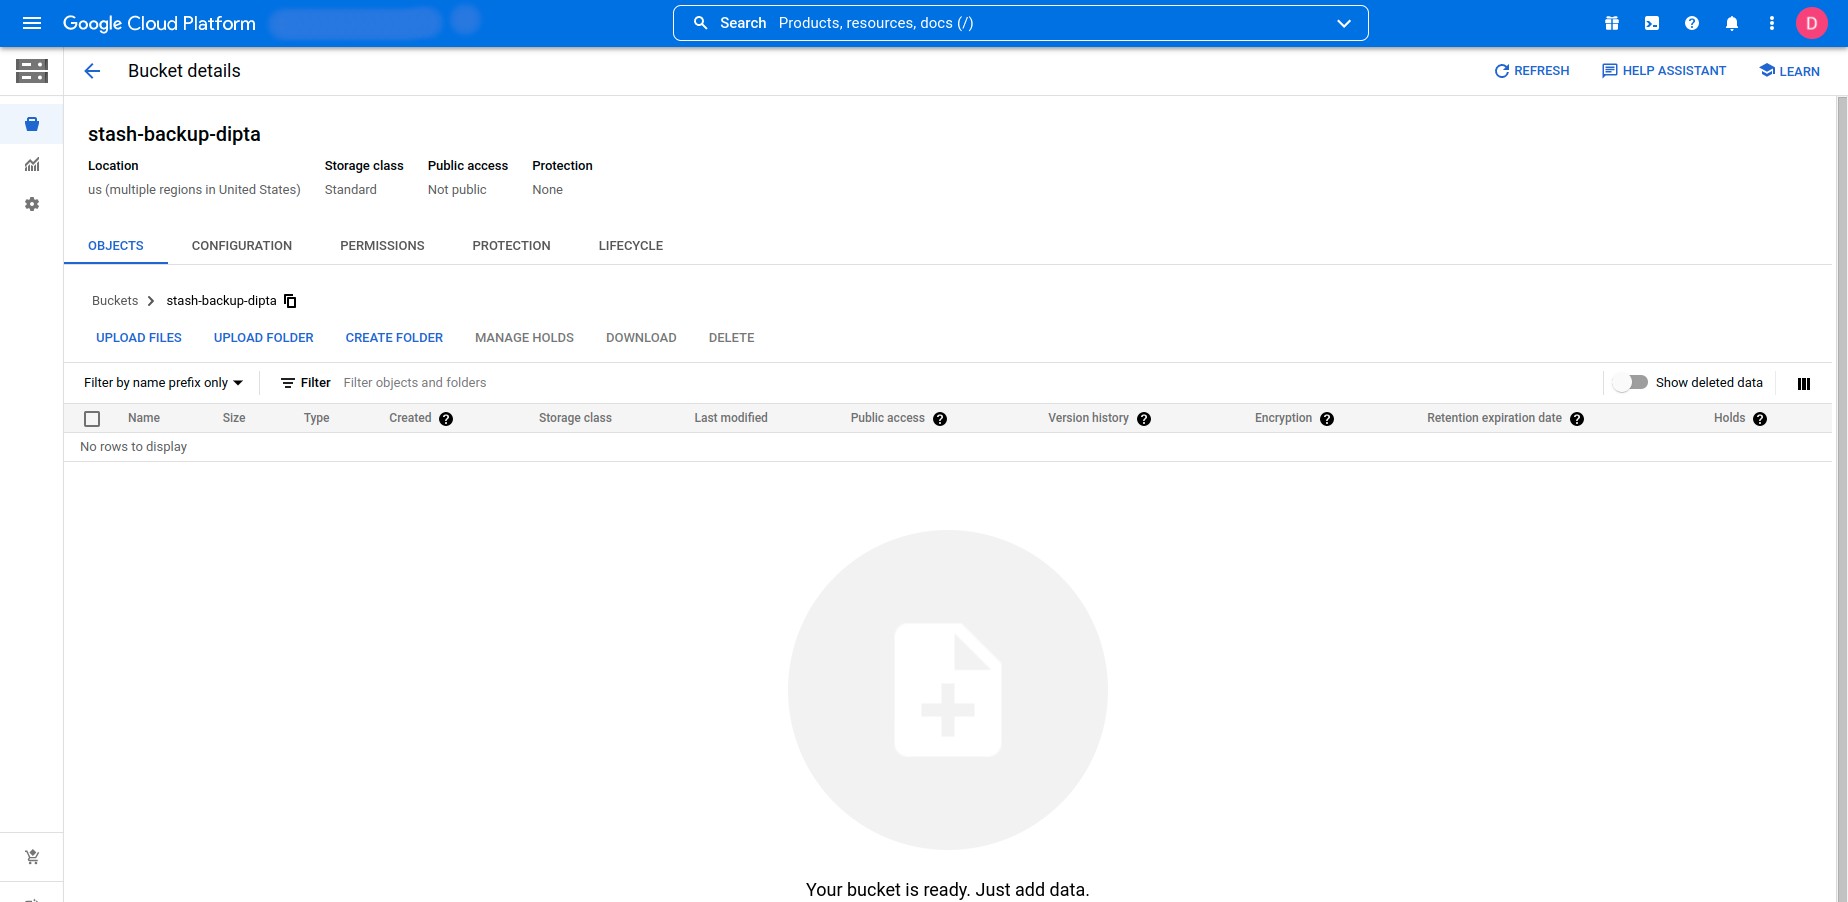 Google Cloud Platform
Search Products, resources, docs (/)
D
Bucket details
REFRESH
HELP ASSISTANT
LEARN
stash-backup-dipta
Location Storage class Public access Protection
us (multiple regions in United States) Standard Not public None
OBJECTS CONFIGURATION PERMISSIONS PROTECTION LIFECYCLE
Buckets stash-backup-dipta
UPLOAD FILES UPLOAD FOLDER CREATE FOLDER MANAGE HOLDS DOWNLOAD DELETE
Filter by name prefix only Filter Filter objects and folders Show deleted data
Name Size Type Created Storage class Last modified Public access Version history Encryption Retention expiration date Holds
No rows to display
Your bucket is ready. Just add data.